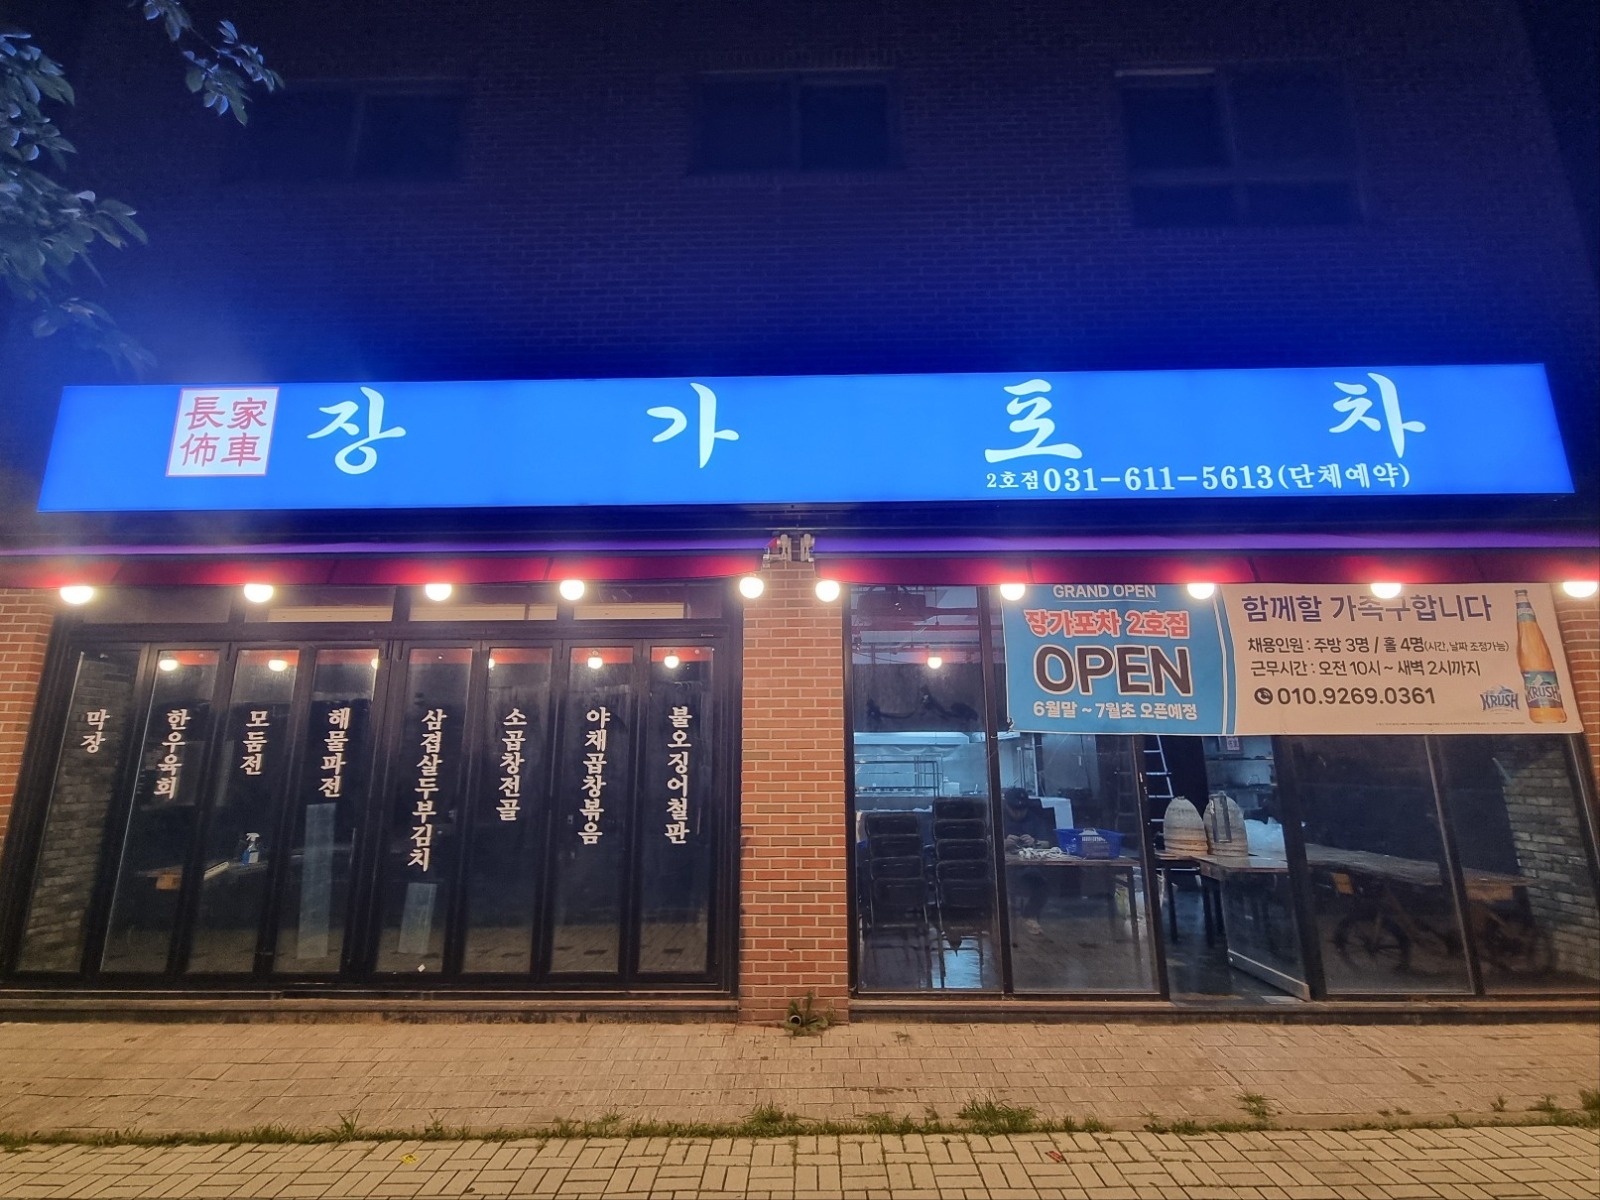 長家
佈車
장가포차
2호점 031-611-5613(단체예약)
막장
한우육회
모둠전
해물파전
삼겹살두부김치
소곱창전골
야채곱창볶음
불오징어철판
GRAND OPEN
장가포차 2호점
OPEN
6월말 ~ 7월초 오픈예정
함께할 가족구합니다
채용인원 : 주방 3명 / 홀 4명(시간, 날짜 조정가능)
근무시간 : 오전 10시 ~ 새벽 2시까지
010.9269.0361
KRUSH
KRUSH